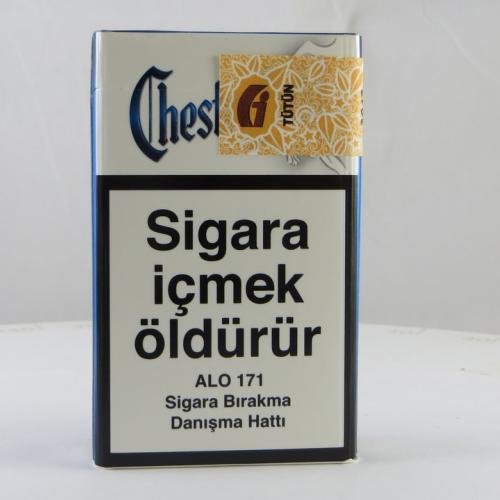 Chest
TÜTÜN
Sigara
içmek
öldürür
ALO 171
Sigara Bırakma
Danışma Hattı